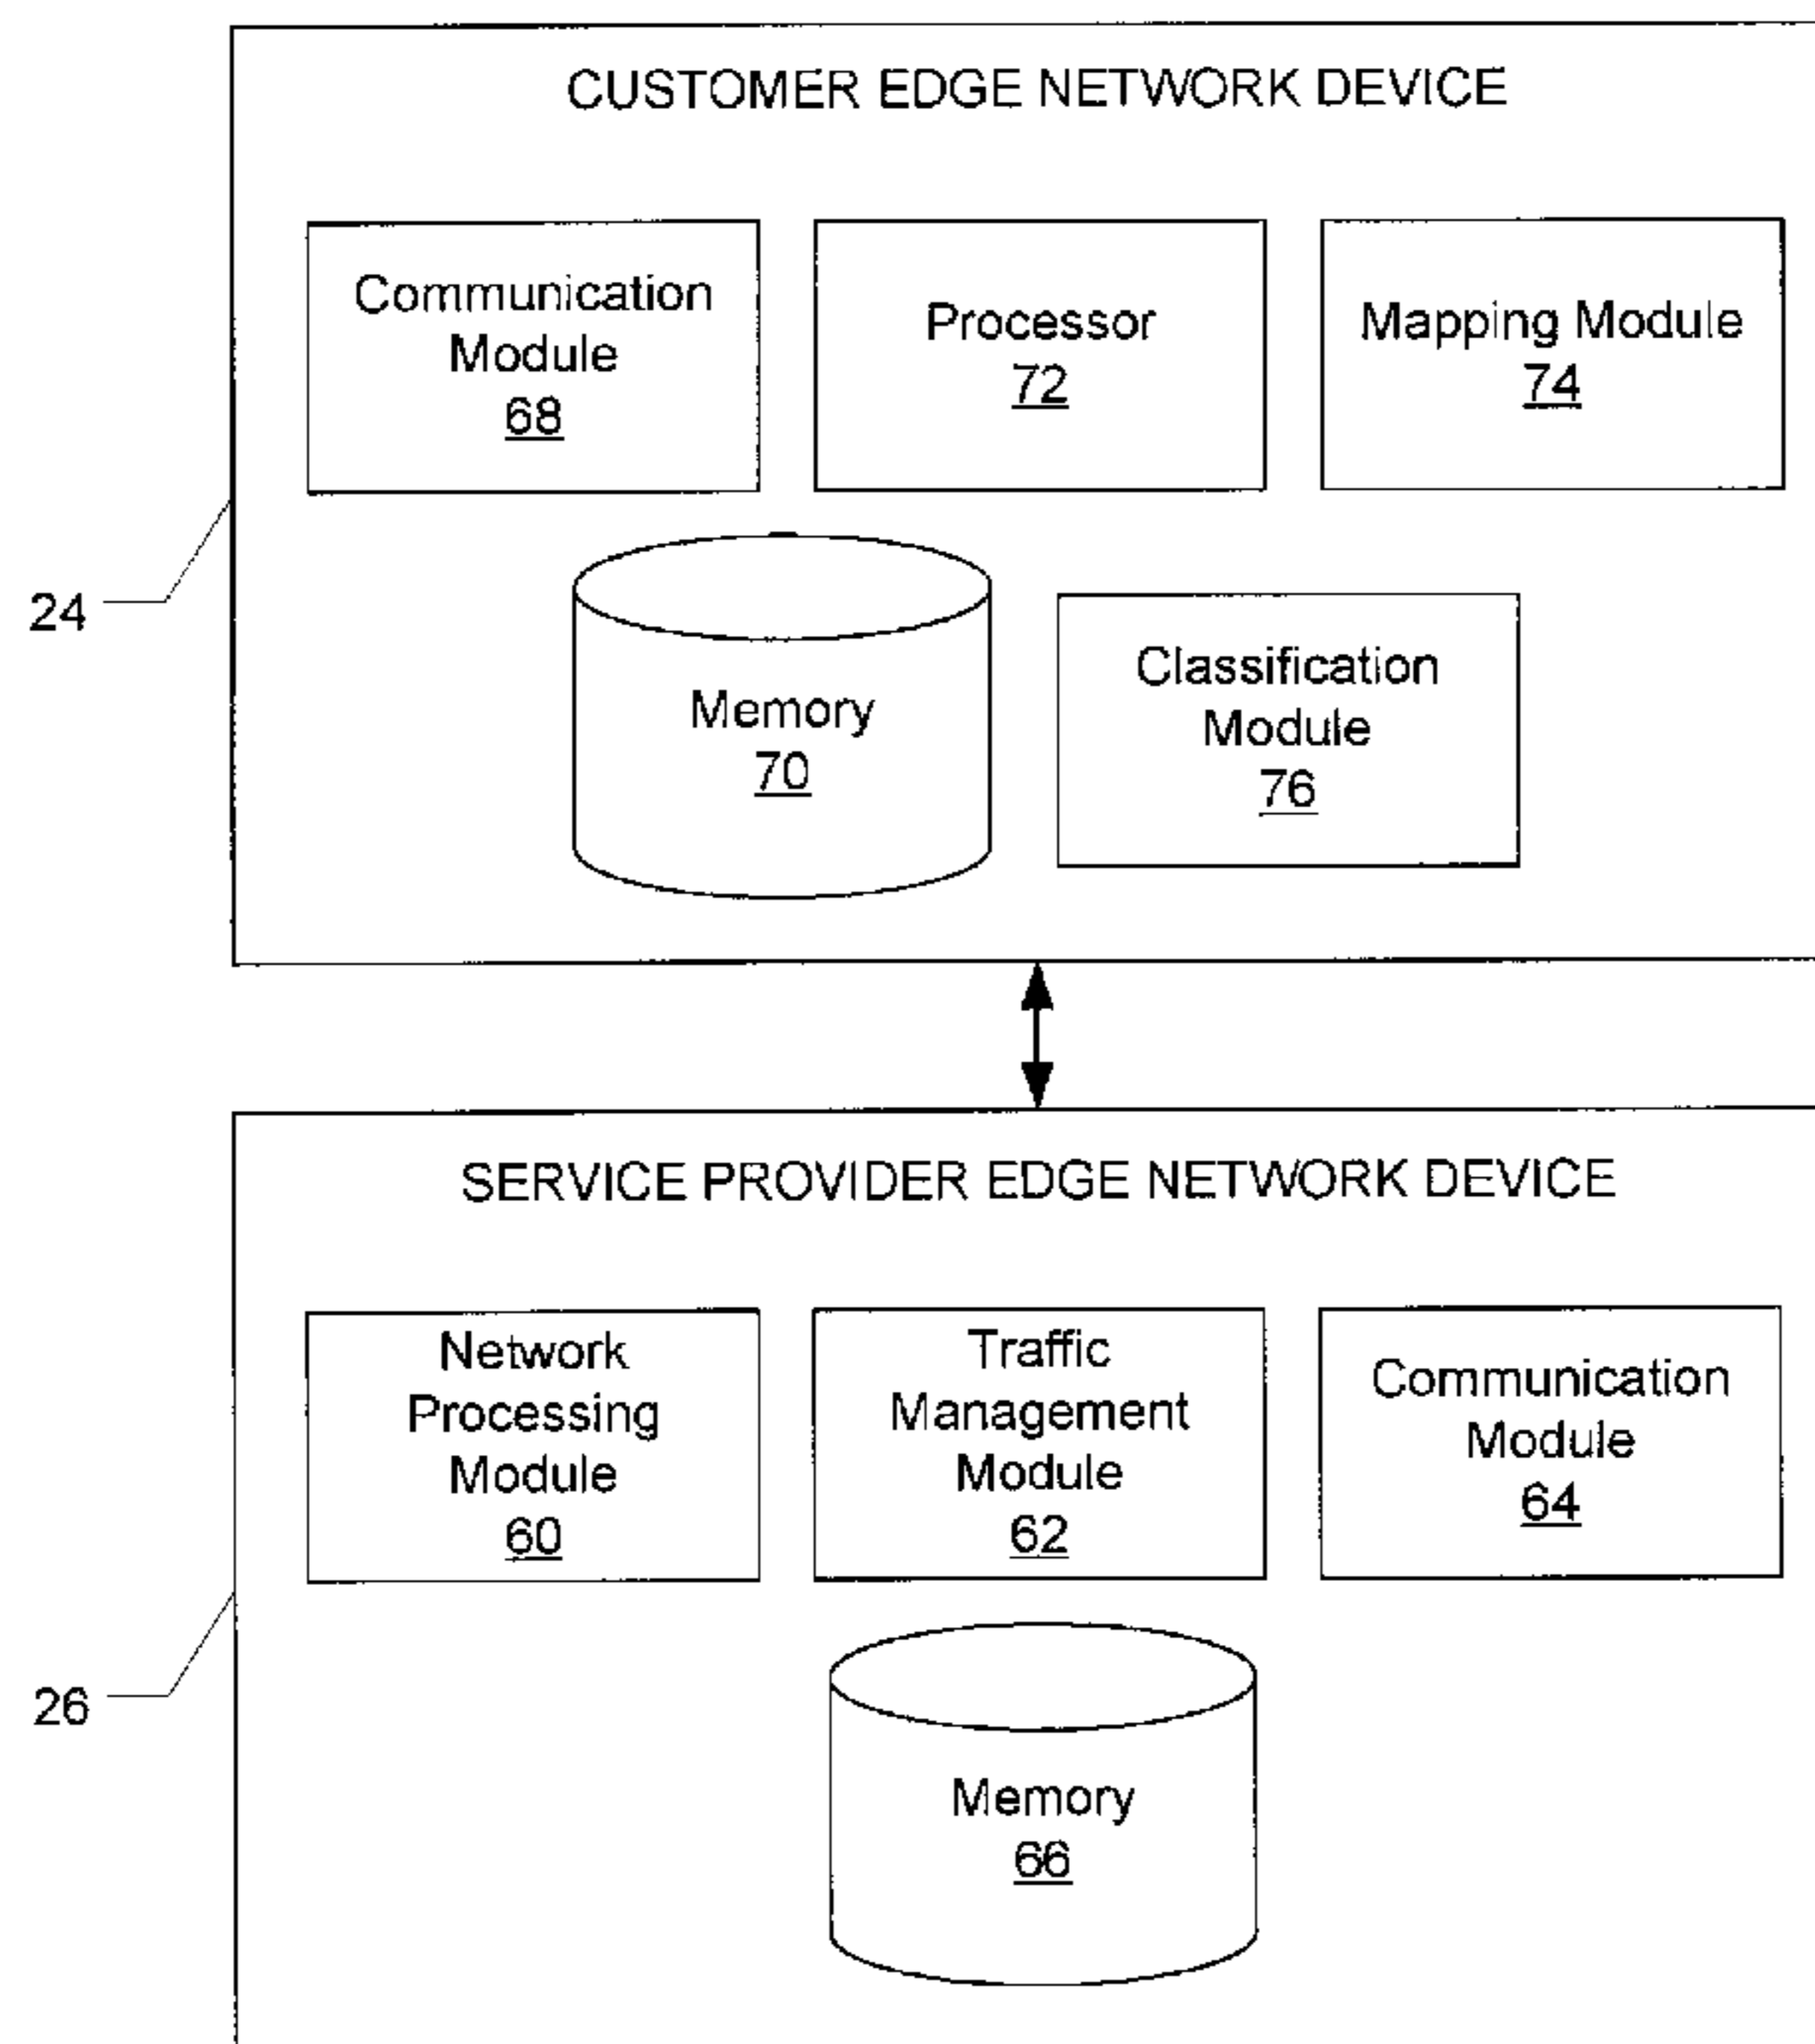 CUSTOMER EDGE NETWORK DEVICE
Communication
Module
68
Processor
72
Mapping Module
74
24
Memory
70
Classification
Module
76
SERVICE PROVIDER EDGE NETWORK DEVICE
Network
Processing
Module
60
Traffic
Management
Module
62
Communication
Module
64
26
Memory
66